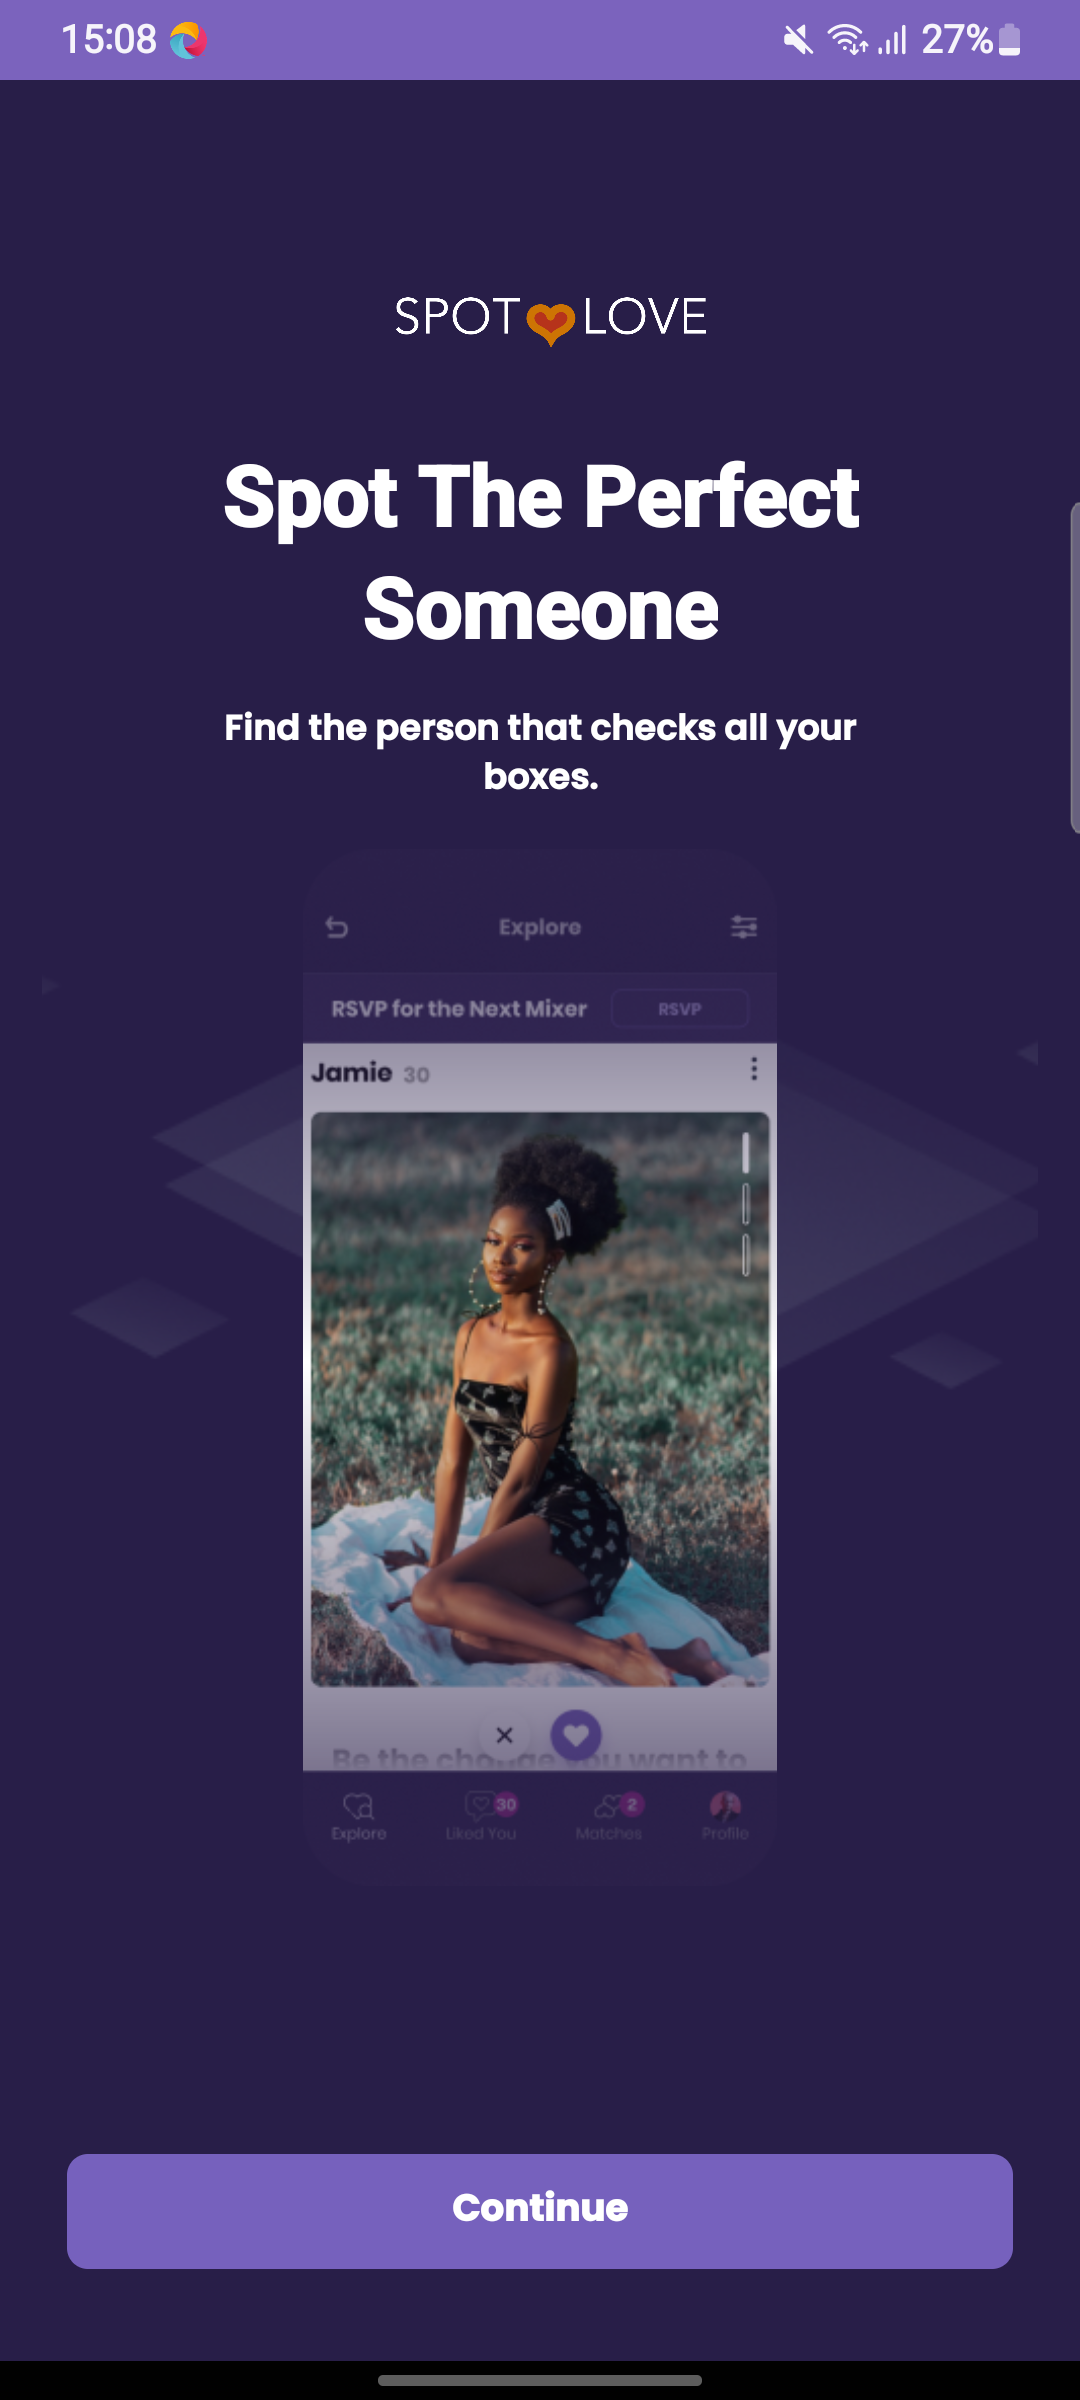 15:08
27%
SPOT LOVE
Spot The Perfect
Someone
Find the person that checks all your
boxes.
Explore
RSVP for the Next Mixer
RSVP
Jamie 30
Be the change you want to
Explore
Liked You
30
Matches
2
Profile
Continue